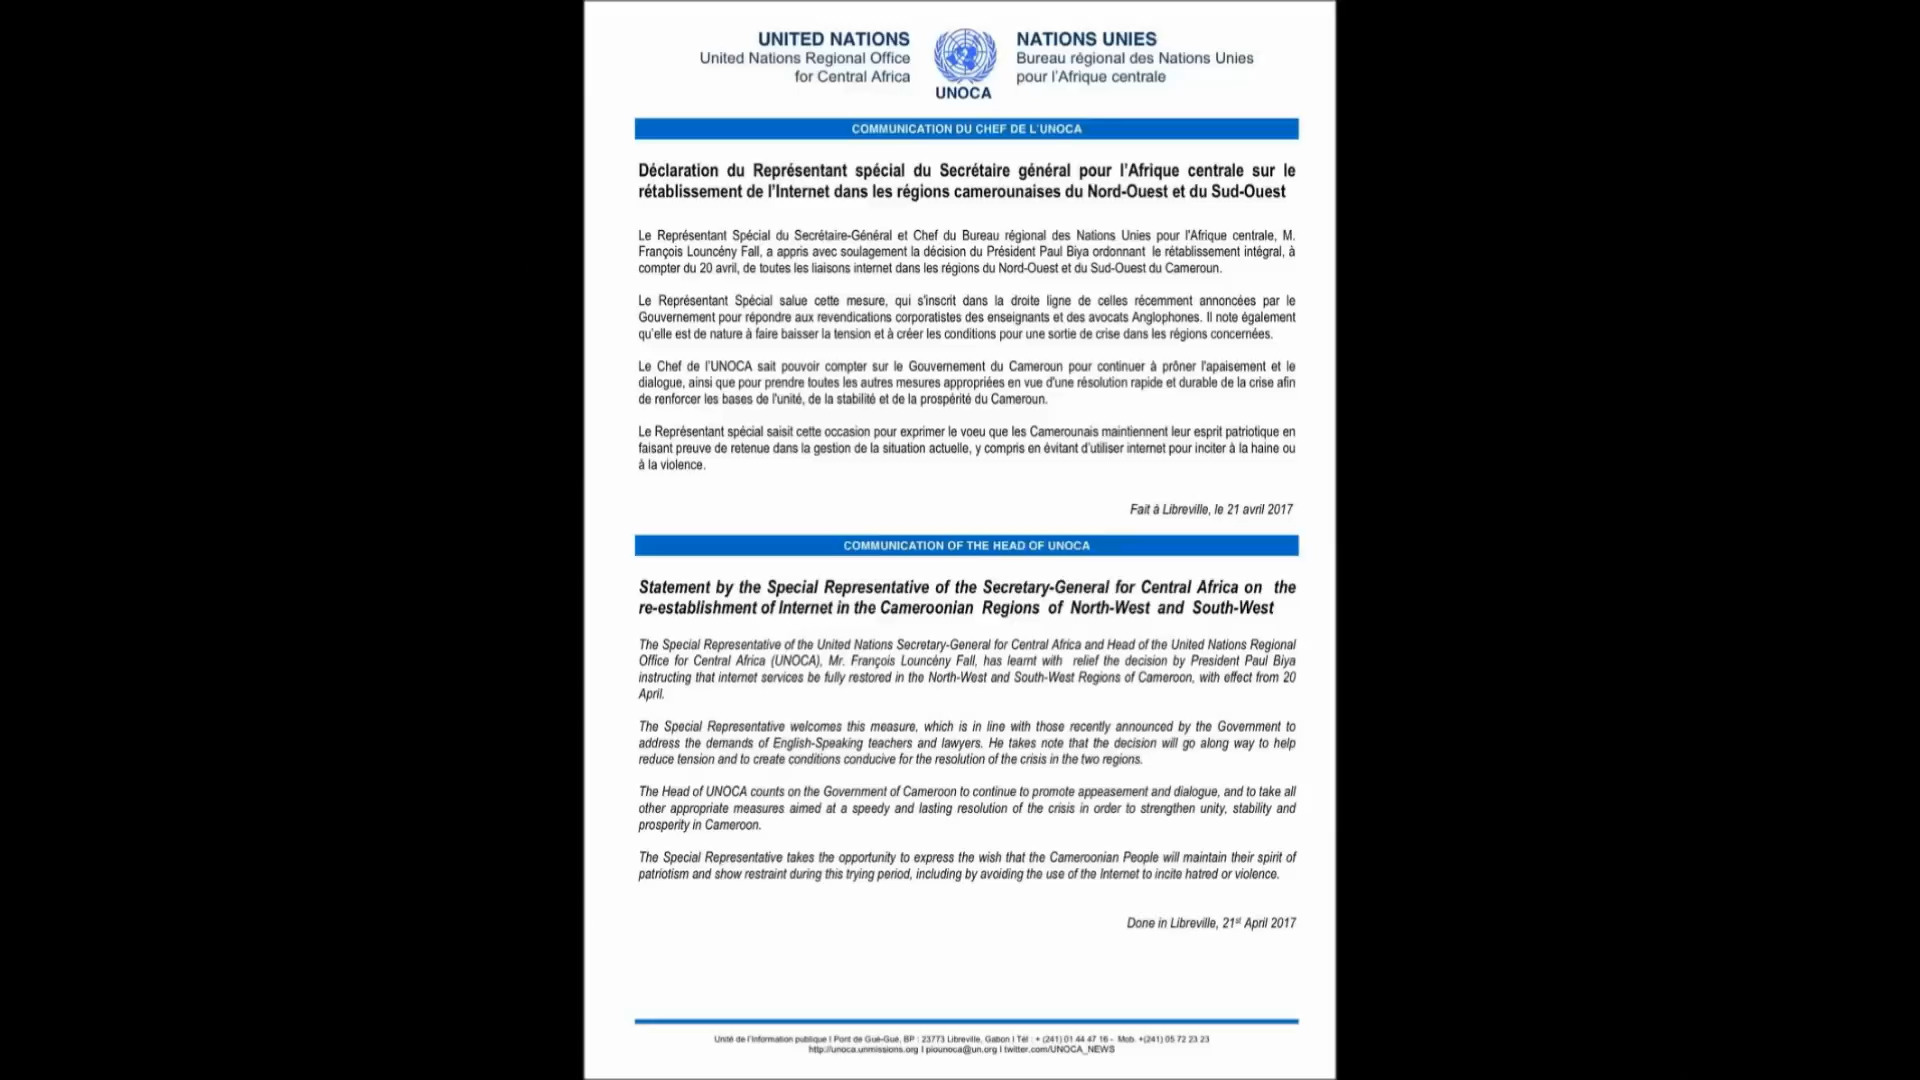 UNITED NATIONS
United Nations Regional Office
for Central Africa
UNOCA
NATIONS UNIES
Bureau régional des Nations Unies
pour l'Afrique centrale
COMMUNICATION DU CHEF DE L'UNOCA
Déclaration du Représentant spécial du Secrétaire général pour l'Afrique centrale sur le
rétablissement de l'Internet dans les régions camerounaises du Nord-Ouest et du Sud-Ouest
Le Représentant Spécial du Secrétaire-Général et Chef du Bureau régional des Nations Unies pour l'Afrique centrale, M.
François Louncény Fall, a appris avec soulagement la décision du Président Paul Biya ordonnant le rétablissement intégral, à
compter du 20 avril, de toutes les liaisons internet dans les régions du Nord-Ouest et du Sud-Ouest du Cameroun.
Le Représentant Spécial salue cette mesure, qui s'inscrit dans la droite ligne de celles récemment annoncées par le
Gouvernement pour répondre aux revendications corporatistes des enseignants et des avocats Anglophones. Il note également
qu'elle est de nature à faire baisser la tension et à créer les conditions pour une sortie de crise dans les régions concernées.
Le Chef de l'UNOCA sait pouvoir compter sur le Gouvernement du Cameroun pour continuer à prôner l'apaisement et le
dialogue, ainsi que pour prendre toutes les autres mesures appropriées en vue d'une résolution rapide et durable de la crise afin
de renforcer les bases de l'unité, de la stabilité et de la prospérité du Cameroun.
Le Représentant spécial saisit cette occasion pour exprimer le voeu que les Camerounais maintiennent leur esprit patriotique en
faisant preuve de retenue dans la gestion de la situation actuelle, y compris en évitant d'utiliser internet pour inciter à la haine ou
à la violence.
Fait à Libreville, le 21 avril 2017
COMMUNICATION OF THE HEAD OF UNOCA
Statement by the Special Representative of the Secretary-General for Central Africa on the
re-establishment of Internet in the Cameroonian Regions of North-West and South-West
The Special Representative of the United Nations Secretary-General for Central Africa and Head of the United Nations Regional
Office for Central Africa (UNOCA), Mr. François Louncény Fall, has learnt with relief the decision by President Paul Biya
instructing that internet services be fully restored in the North-West and South-West Regions of Cameroon, with effect from 20
April.
The Special Representative welcomes this measure, which is in line with those recently announced by the Government to
address the demands of English-Speaking teachers and lawyers. He takes note that the decision will go along way to help
reduce tension and to create conditions conducive for the resolution of the crisis in the two regions.
The Head of UNOCA counts on the Government of Cameroon to continue to promote appeasement and dialogue, and to take all
other appropriate measures aimed at a speedy and lasting resolution of the crisis in order to strengthen unity, stability and
prosperity in Cameroon.
The Special Representative takes the opportunity to express the wish that the Cameroonian People will maintain their spirit of
patriotism and show restraint during this trying period, including by avoiding the use of the Internet to incite hatred or violence.
Done in Libreville, 21st April 2017
Unité de l'Information publique I Pont de Gué-Gué, BP : 23773 Libreville, Gabon I Tél : + (241) 01 44 47 16 - Mob. +(241) 05 72 23 23
http://unoca.unmissions.org I piounoca@un.org I twitter.com/UNOCA_NEWS